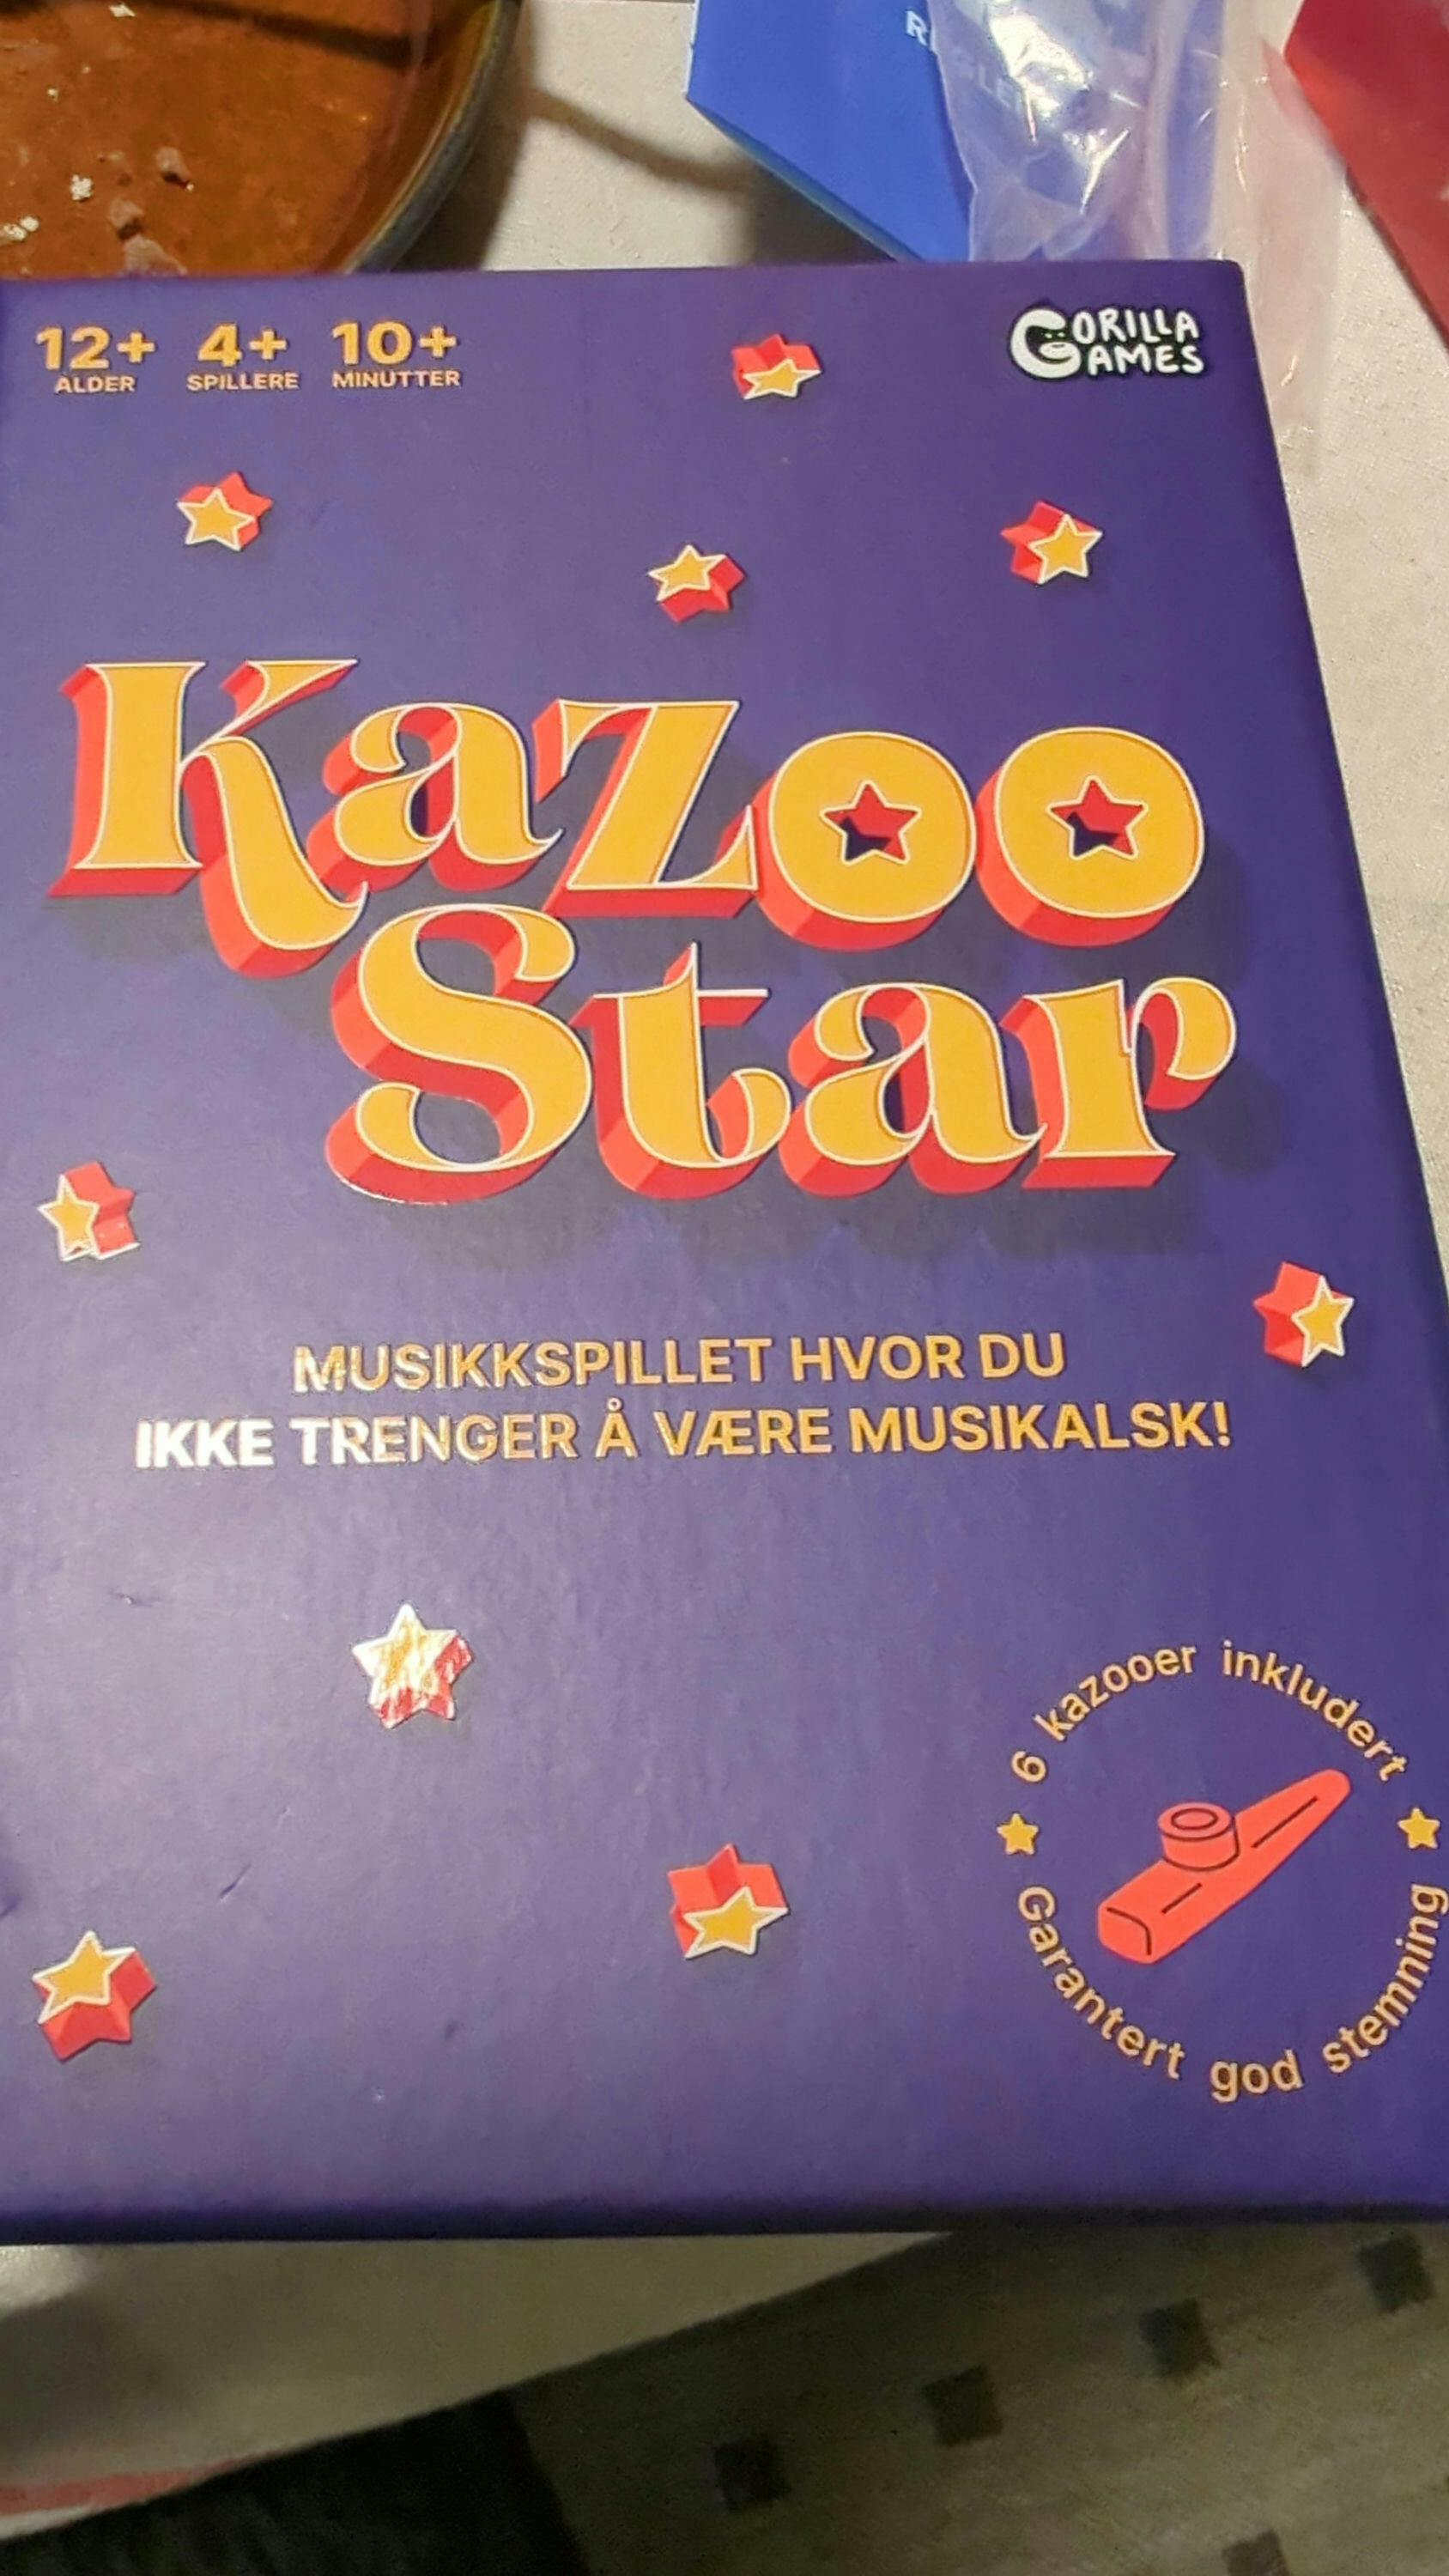 12+ 4+ 10+
ALDER SPILLERE MINUTTER
GORILLA
GAMES
Kazoo
Star
MUSIKKSPILLET HVOR DU
IKKE TRENGER Å VÆRE MUSIKALSK!
6 kazooer inkludert
Garantert god stemning